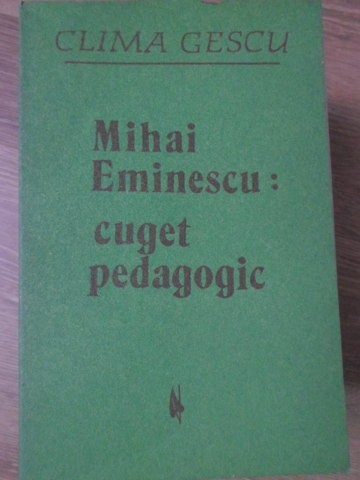 CLIMA GESCU
Mihai
Eminescu:
cuget
pedagogic